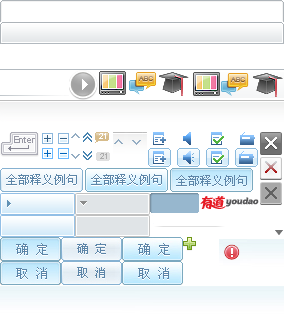 ABC ABC
Enter 21
21
全部释义例句 全部释义例句 全部释义例句
有道 youdao
确 定 确 定 确 定
取 消 取 消 取 消